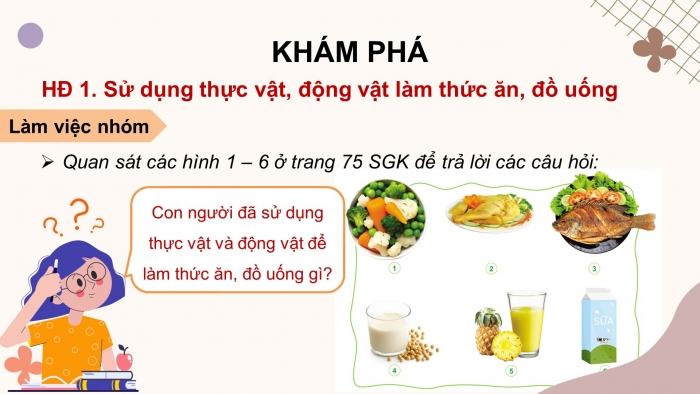 KHÁM PHÁ
HĐ 1. Sử dụng thực vật, động vật làm thức ăn, đồ uống
Làm việc nhóm
➢ Quan sát các hình 1 – 6 ở trang 75 SGK để trả lời các câu hỏi:
Con người đã sử dụng
thực vật và động vật để
làm thức ăn, đồ uống gì?
1
2
3
SỮA
4
5